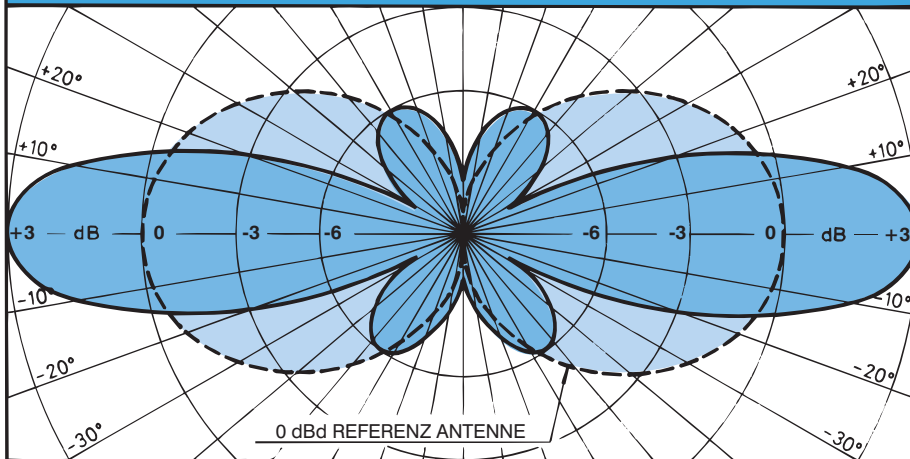 +20° +20°
+10° +10°
+3 dB 0 -3 -6 -6 -3 0 dB +3
-10° -10°
-20° -20°
-30° -30°
0 dBd REFERENZ ANTENNE